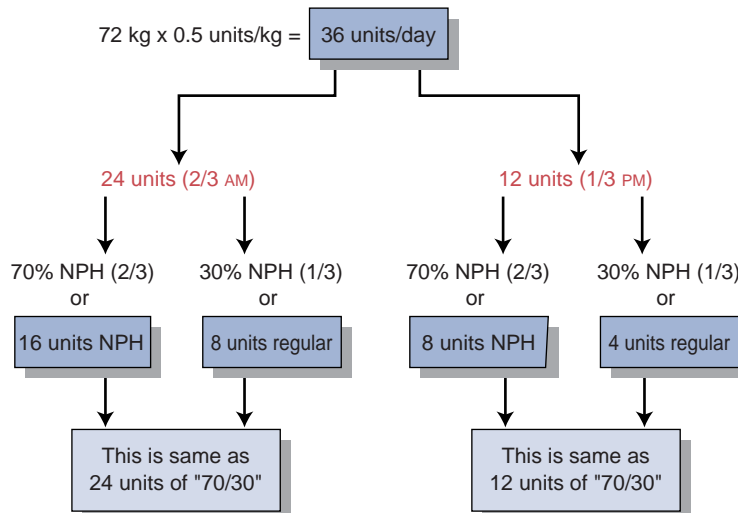 72 kg x 0.5 units/kg = 36 units/day
24 units (2/3 AM)
12 units (1/3 PM)
70% NPH (2/3)
or
16 units NPH
30% NPH (1/3)
or
8 units regular
70% NPH (2/3)
or
8 units NPH
30% NPH (1/3)
or
4 units regular
This is same as
24 units of "70/30"
This is same as
12 units of "70/30"